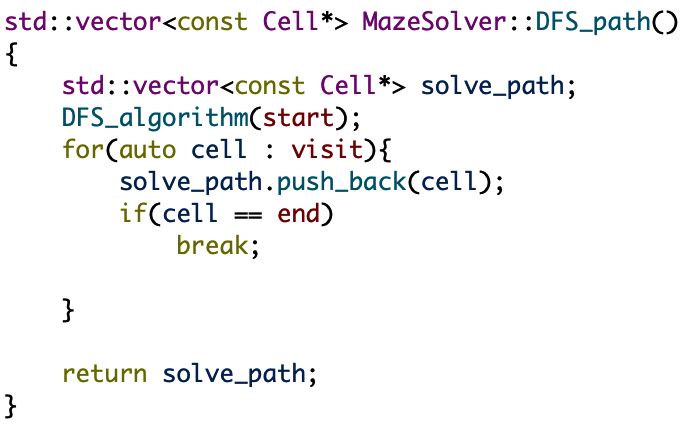 std::vector<const Cell*> MazeSolver::DFS_path()
{
    std::vector<const Cell*> solve_path;
    DFS_algorithm(start);
    for(auto cell : visit){
        solve_path.push_back(cell);
        if(cell == end)
            break;

    }

    return solve_path;
}